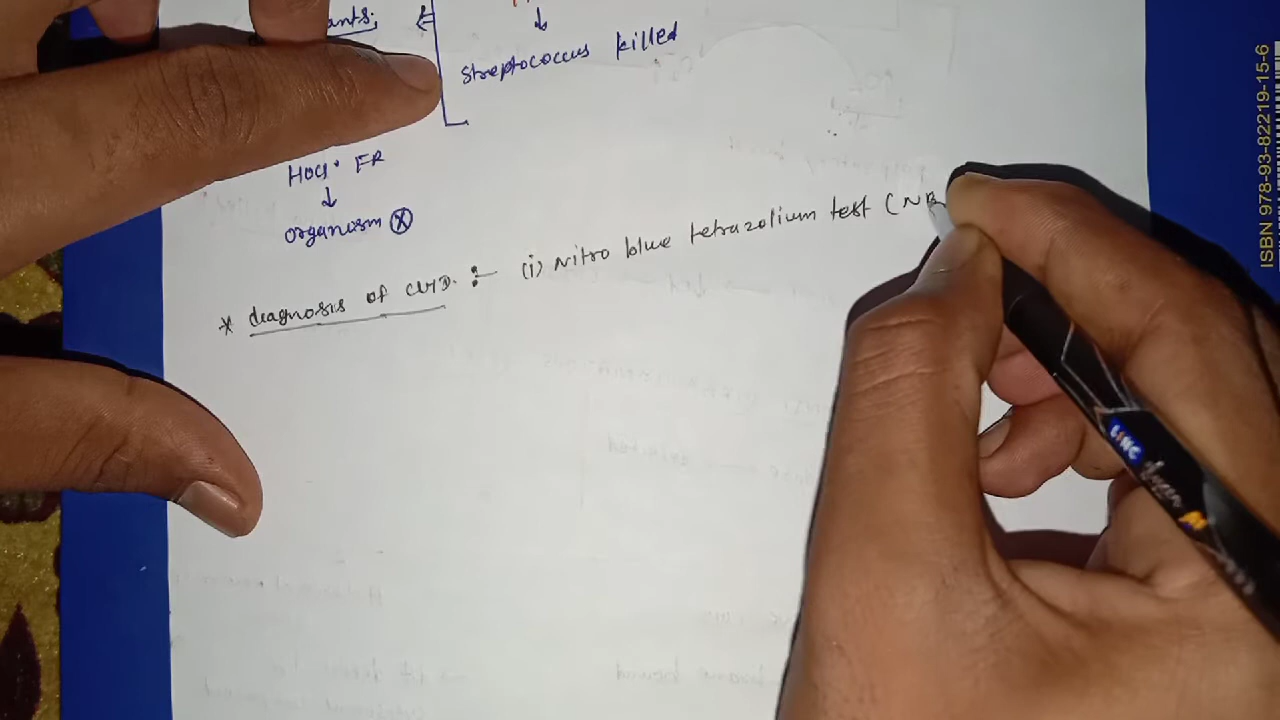 ants;
Streptococcus killed
HOCl• FR
↓
organism ⊗
* diagnosis of CGD. :- (i) Nitro blue tetrazolium test (NB
LINC
ISBN 978-93-82219-15-6